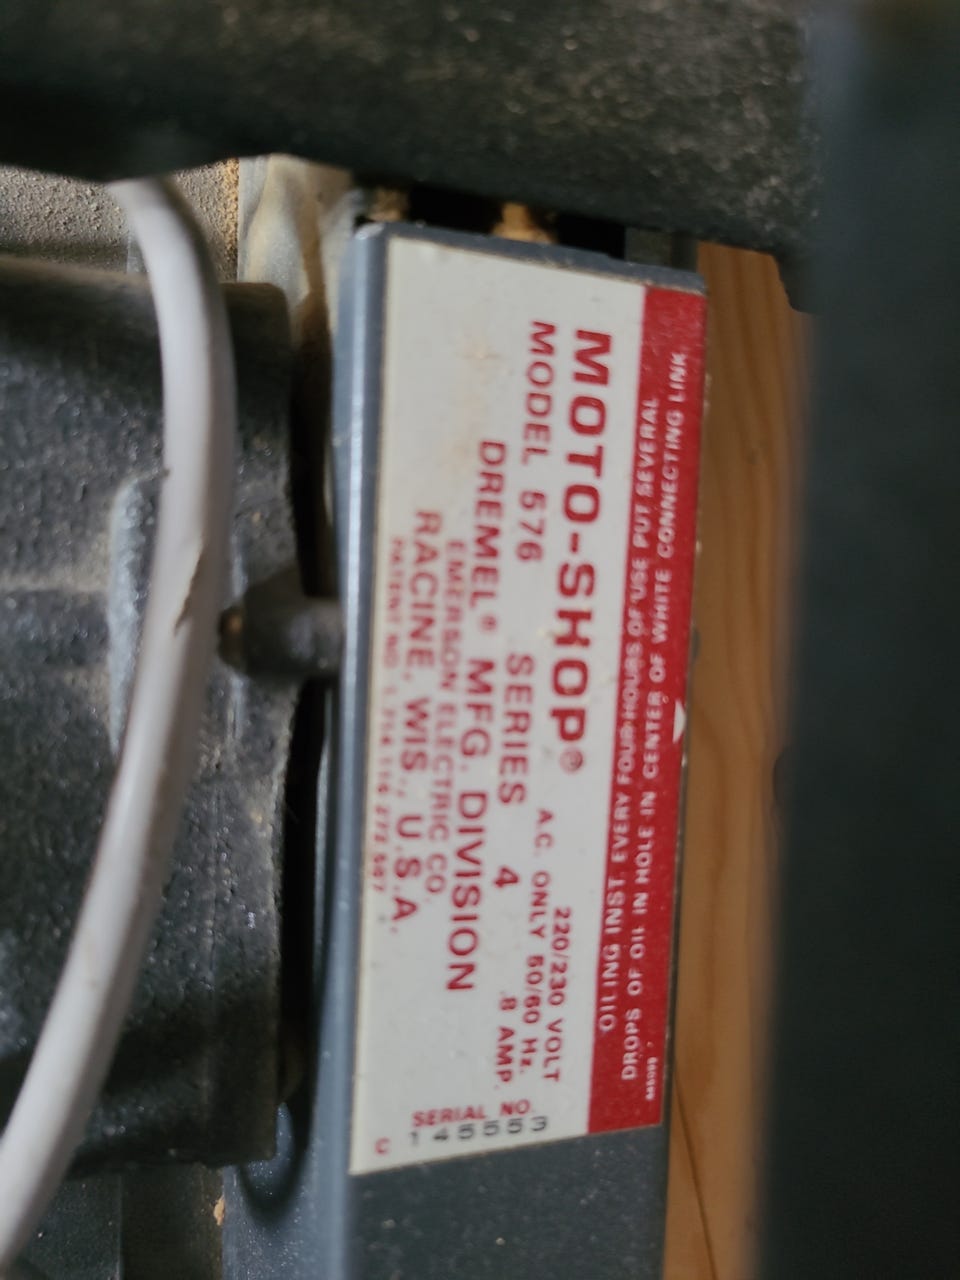 OILING INST. EVERY FOUR HOURS OF USE PUT SEVERAL
DROPS OF OIL IN HOLE IN CENTER OF WHITE CONNECTING LINK
MOTO-SHOP®
MODEL 576 SERIES 4
220/230 VOLT
A.C. ONLY 50/60 Hz.
.8 AMP.
DREMEL® MFG. DIVISION
EMERSON ELECTRIC CO.
RACINE, WIS., U.S.A.
PATENT NO.
SERIAL NO.
C 145553